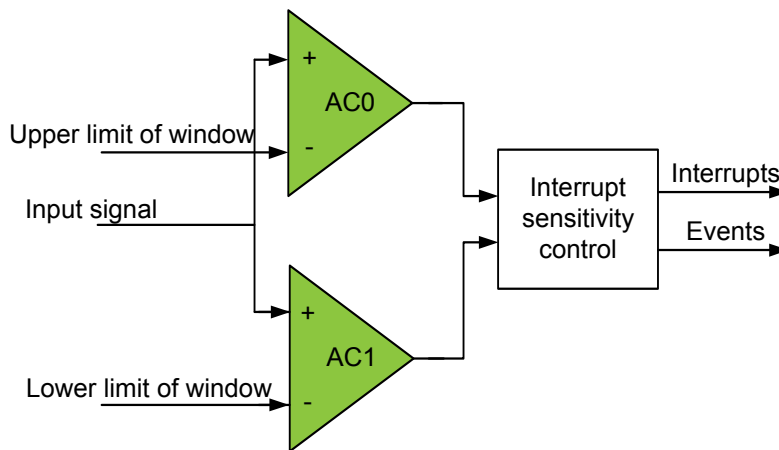 +
AC0
-
Upper limit of window
Input signal
+
AC1
-
Lower limit of window
Interrupt
sensitivity
control
Interrupts
Events